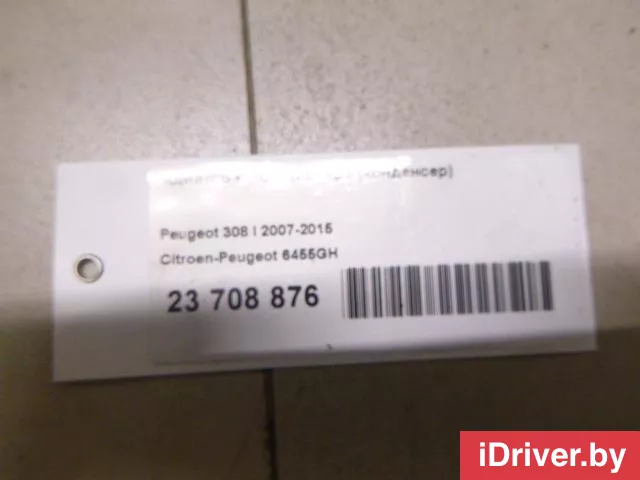 (конденсер)
Peugeot 308 I 2007-2015
Citroen-Peugeot 6455GH
23 708 876
iDriver.by